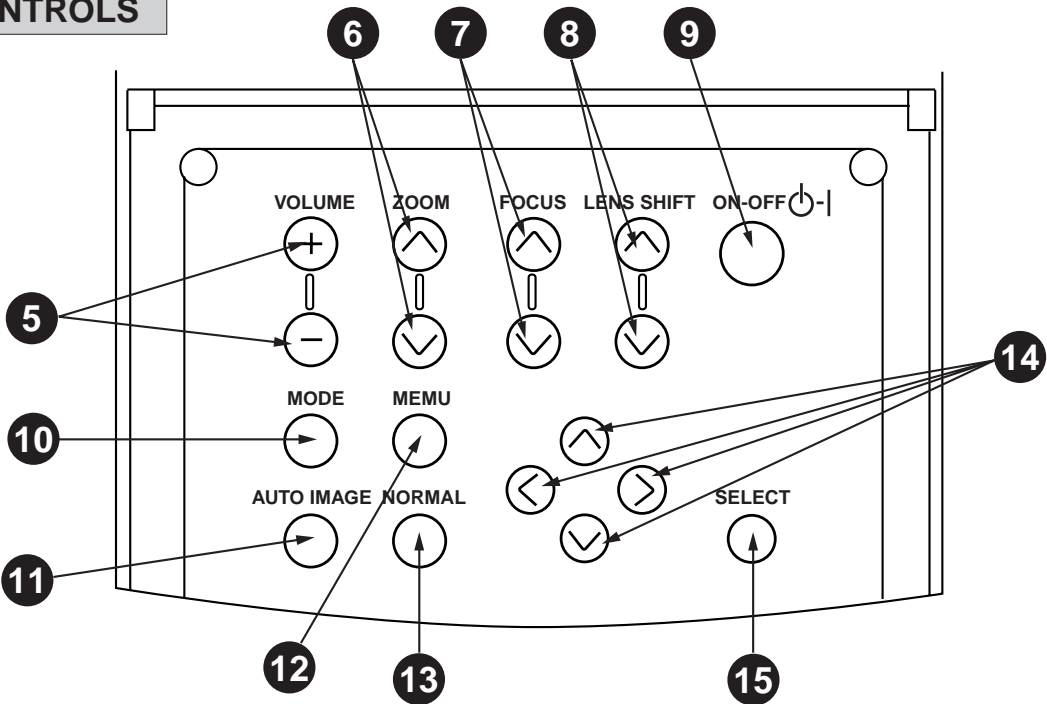 NTROLS
6 7 8 9
VOLUME ZOOM FOCUS LENS SHIFT ON-OFF
5
14
MODE MEMU
10
AUTO IMAGE NORMAL SELECT
11
12 13 15